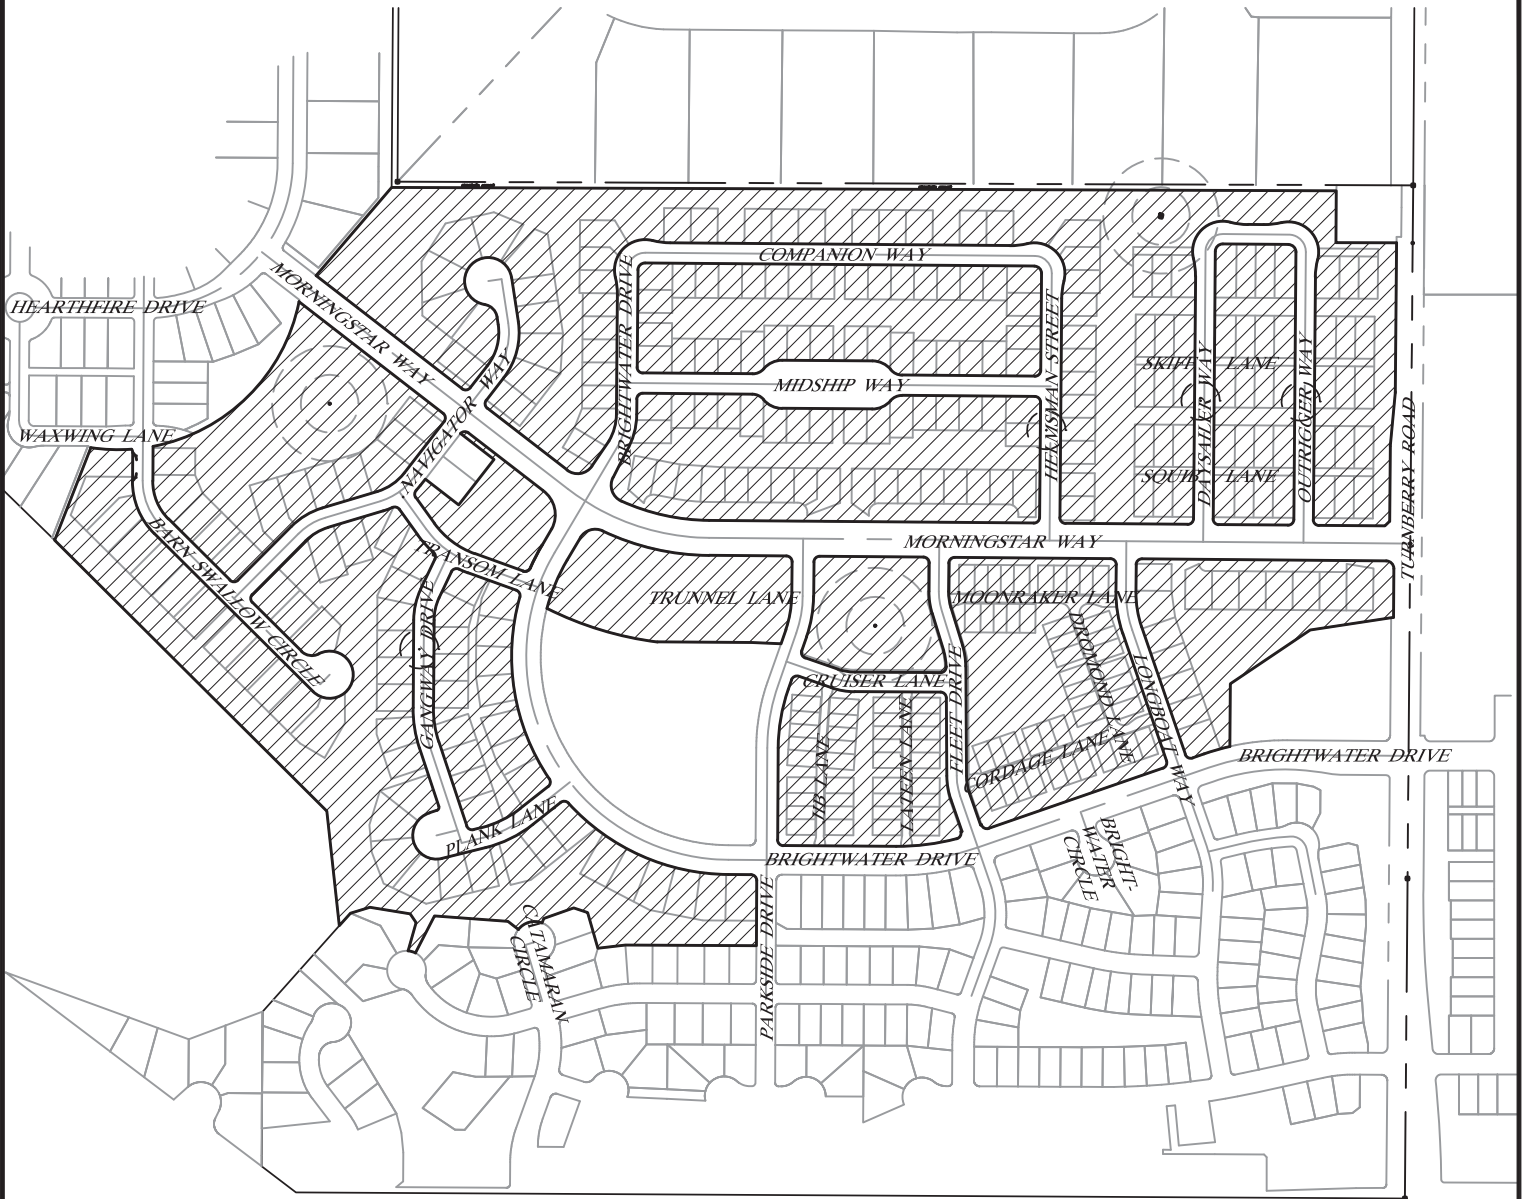 COMPANION WAY
MORNINGSTAR WAY
HEARTHFIRE DRIVE
NAVIGATOR WAY
BRIGHTWATER DRIVE
HELMSMAN STREET
MIDSHIP WAY
SKIFF LANE
DAYSAILER WAY
OUTRIGGER WAY
TURNBERRY ROAD
WAXWING LANE
SQUIB LANE
BARN SWALLOW CIRCLE
TRANSOM LANE
MORNINGSTAR WAY
TRUNNEL LANE
MOONRAKER LANE
GANGWAY DRIVE
DROMOND LANE
LONGBOAT WAY
CRUISER LANE
FLEET DRIVE
JIB LANE
LATEEN LANE
CORDAGE LANE
BRIGHTWATER DRIVE
PLANK LANE
BRIGHTWATER DRIVE
BRIGHT-
WATER
CIRCLE
PARKSIDE DRIVE
CATAMARAN
CIRCLE